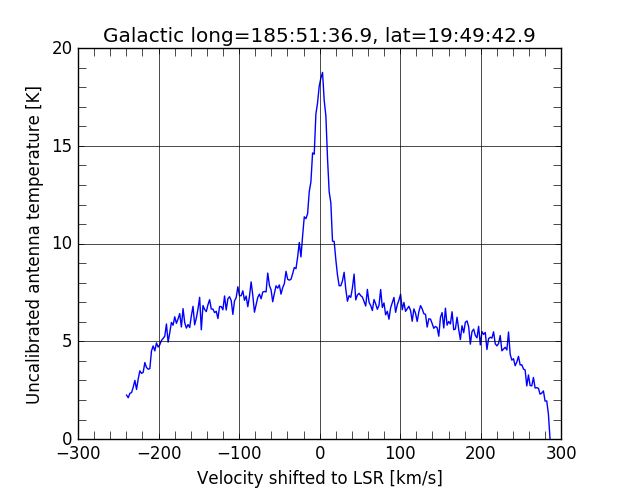 Galactic long=185:51:36.9, lat=19:49:42.9
Uncalibrated antenna temperature [K]
20
15
10
5
0
−300 −200 −100 0 100 200 300
Velocity shifted to LSR [km/s]